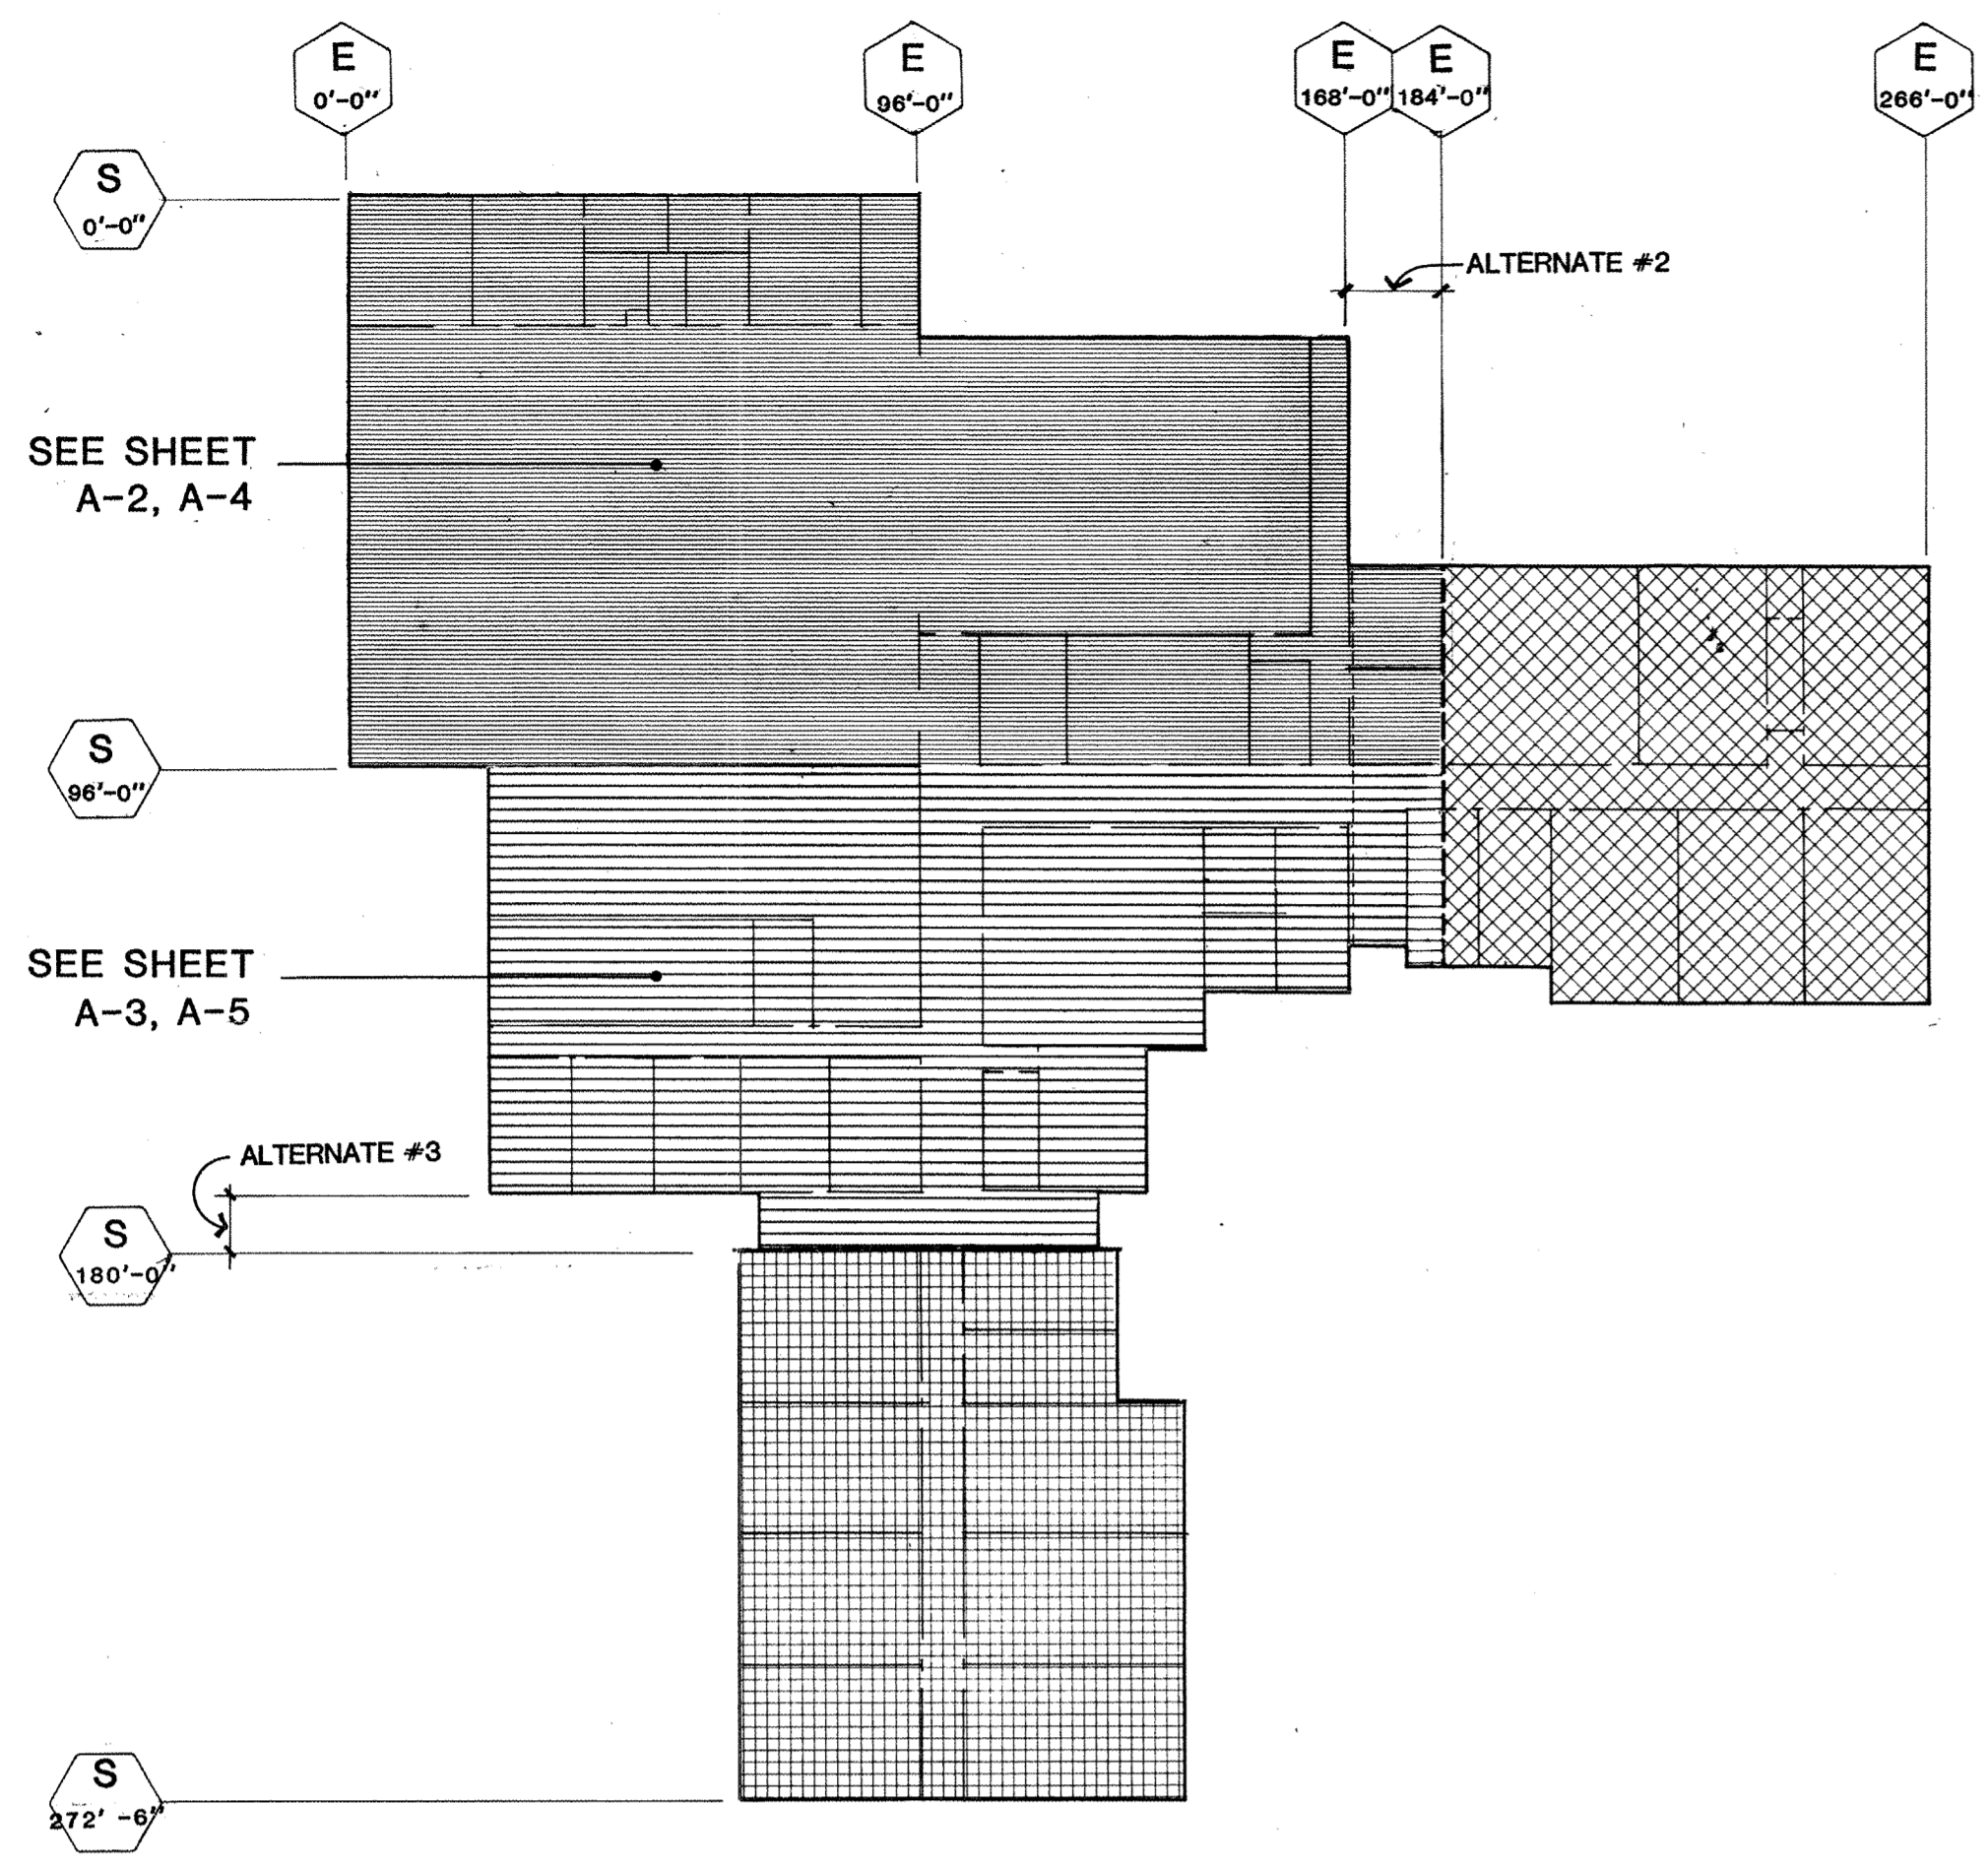 E
0'-0"
E
96'-0"
E
168'-0"
E
184'-0"
E
266'-0"
S
0'-0"
ALTERNATE #2
SEE SHEET
A-2, A-4
S
96'-0"
SEE SHEET
A-3, A-5
ALTERNATE #3
S
180'-0"
S
272'-6"